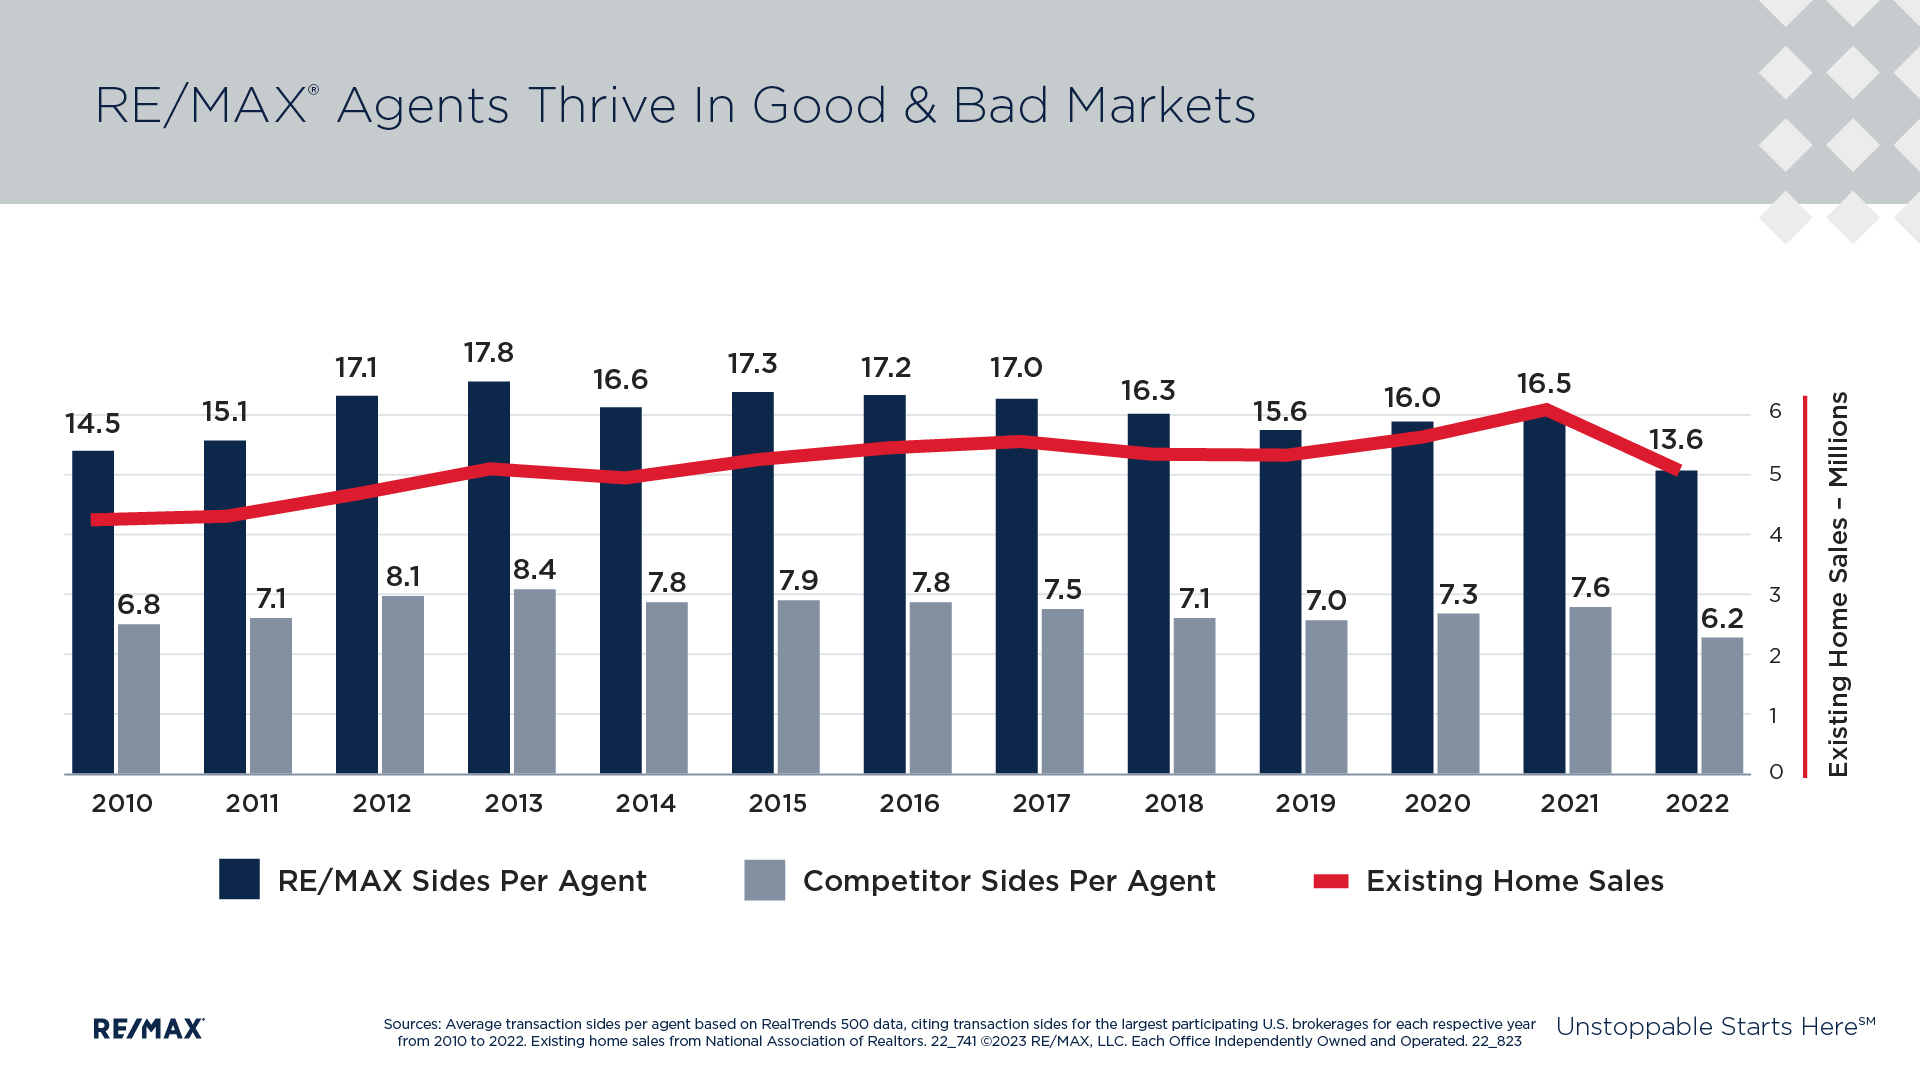 RE/MAX® Agents Thrive In Good & Bad Markets
14.5 15.1 17.1 17.8 16.6 17.3 17.2 17.0 16.3 15.6 16.0 16.5 13.6
6.8 7.1 8.1 8.4 7.8 7.9 7.8 7.5 7.1 7.0 7.3 7.6 6.2
6
5
4
3
2
1
0
Existing Home Sales – Millions
2010 2011 2012 2013 2014 2015 2016 2017 2018 2019 2020 2021 2022
RE/MAX Sides Per Agent Competitor Sides Per Agent Existing Home Sales
RE/MAX
Sources: Average transaction sides per agent based on RealTrends 500 data, citing transaction sides for the largest participating U.S. brokerages for each respective year
from 2010 to 2022. Existing home sales from National Association of Realtors. 22_741 ©2023 RE/MAX, LLC. Each Office Independently Owned and Operated. 22_823
Unstoppable Starts Here℠